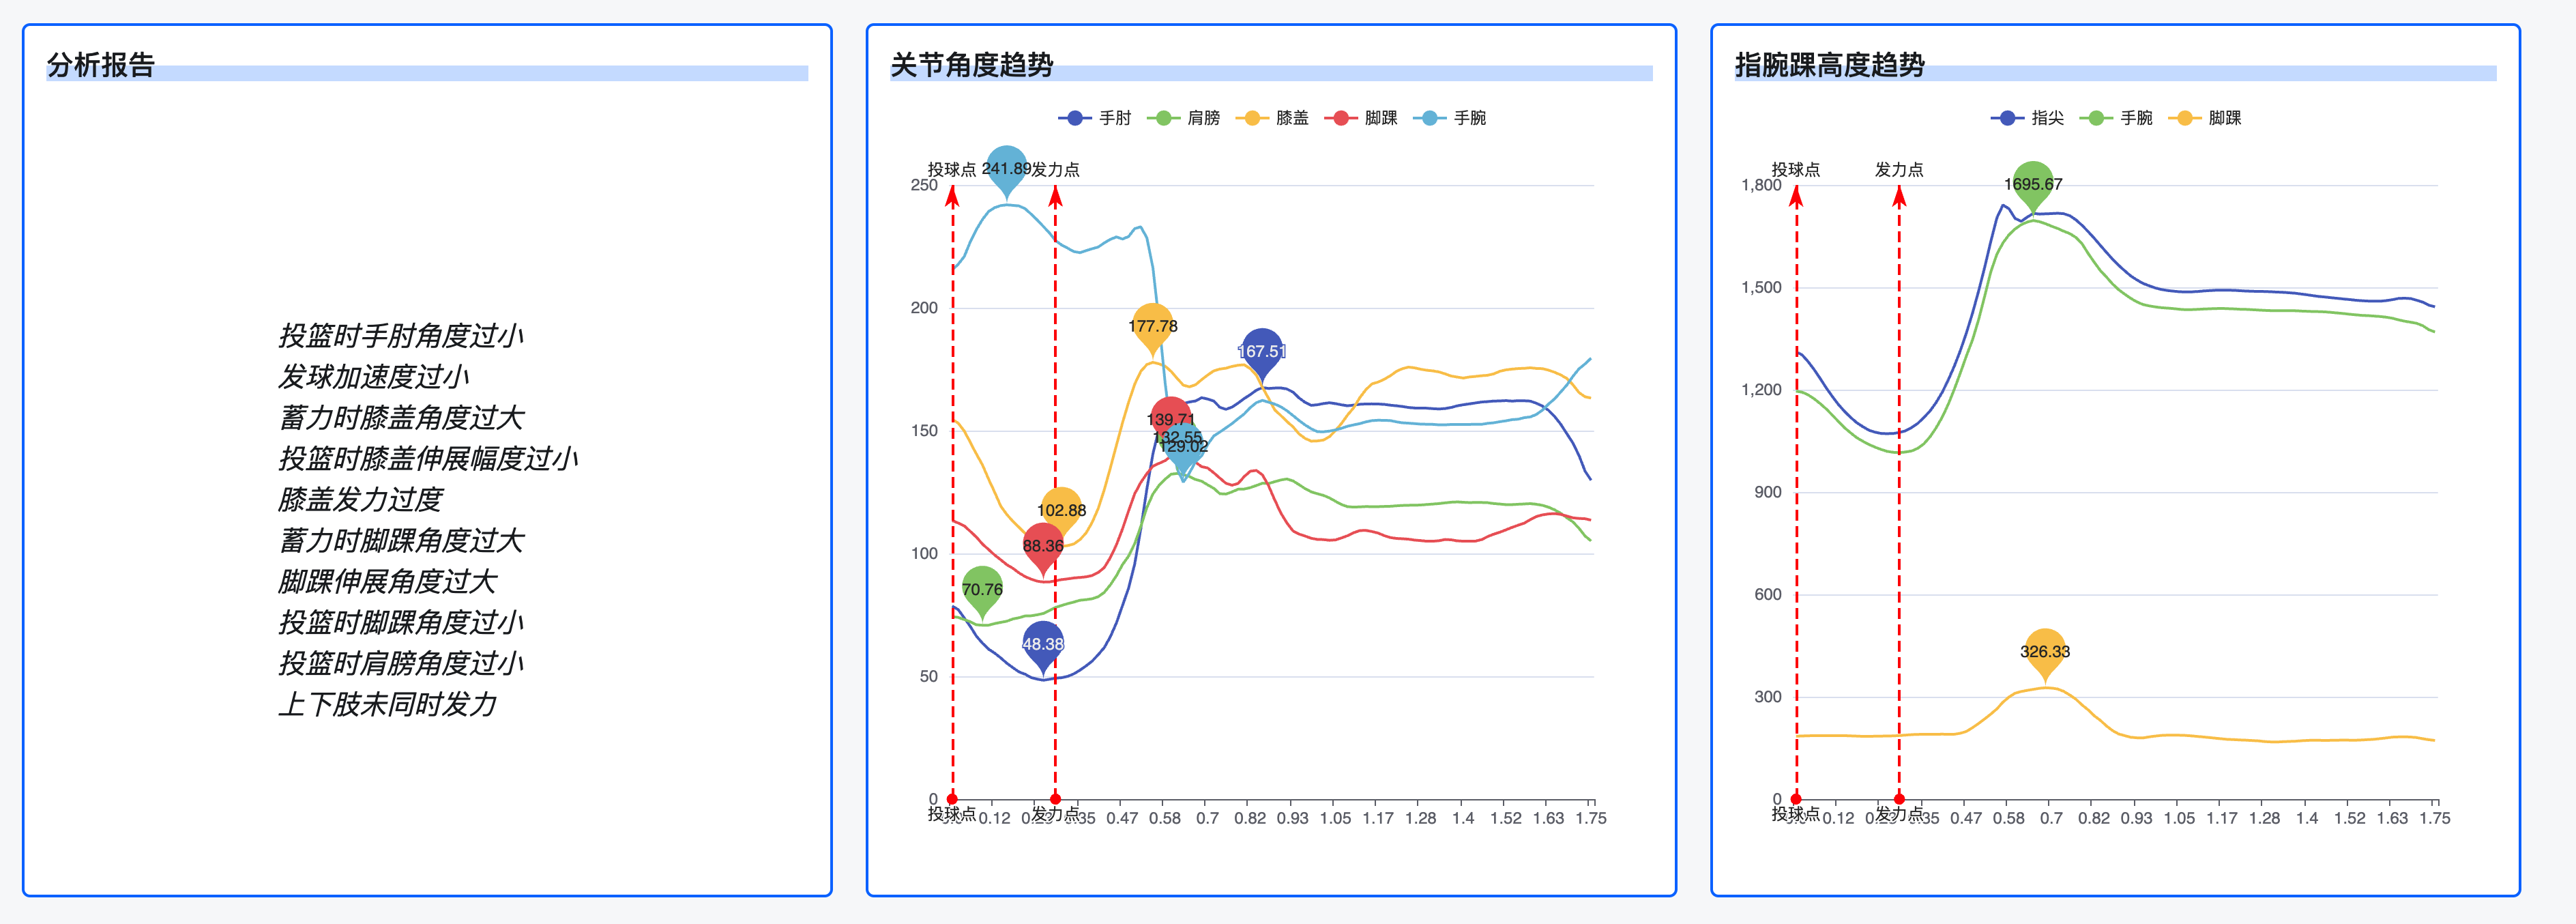 分析报告
投篮时手肘角度过小
发球加速度过小
蓄力时膝盖角度过大
投篮时膝盖伸展幅度过小
膝盖发力过度
蓄力时脚踝角度过大
脚踝伸展角度过大
投篮时脚踝角度过小
投篮时肩膀角度过小
上下肢未同时发力
关节角度趋势
手肘 肩膀 膝盖 脚踝 手腕
投球点 241.89 发力点
250
200
177.78
167.51
139.71
150
132.55
129.02
102.88
88.36
100
70.76
48.38
50
0
投球点 发力点
0.12 0.23 0.35 0.47 0.58 0.7 0.82 0.93 1.05 1.17 1.28 1.4 1.52 1.63 1.75
指腕踝高度趋势
指尖 手腕 脚踝
投球点 发力点
1695.67
1,800
1,500
1,200
900
600
326.33
300
0
投球点 发力点
0.12 0.23 0.35 0.47 0.58 0.7 0.82 0.93 1.05 1.17 1.28 1.4 1.52 1.63 1.75